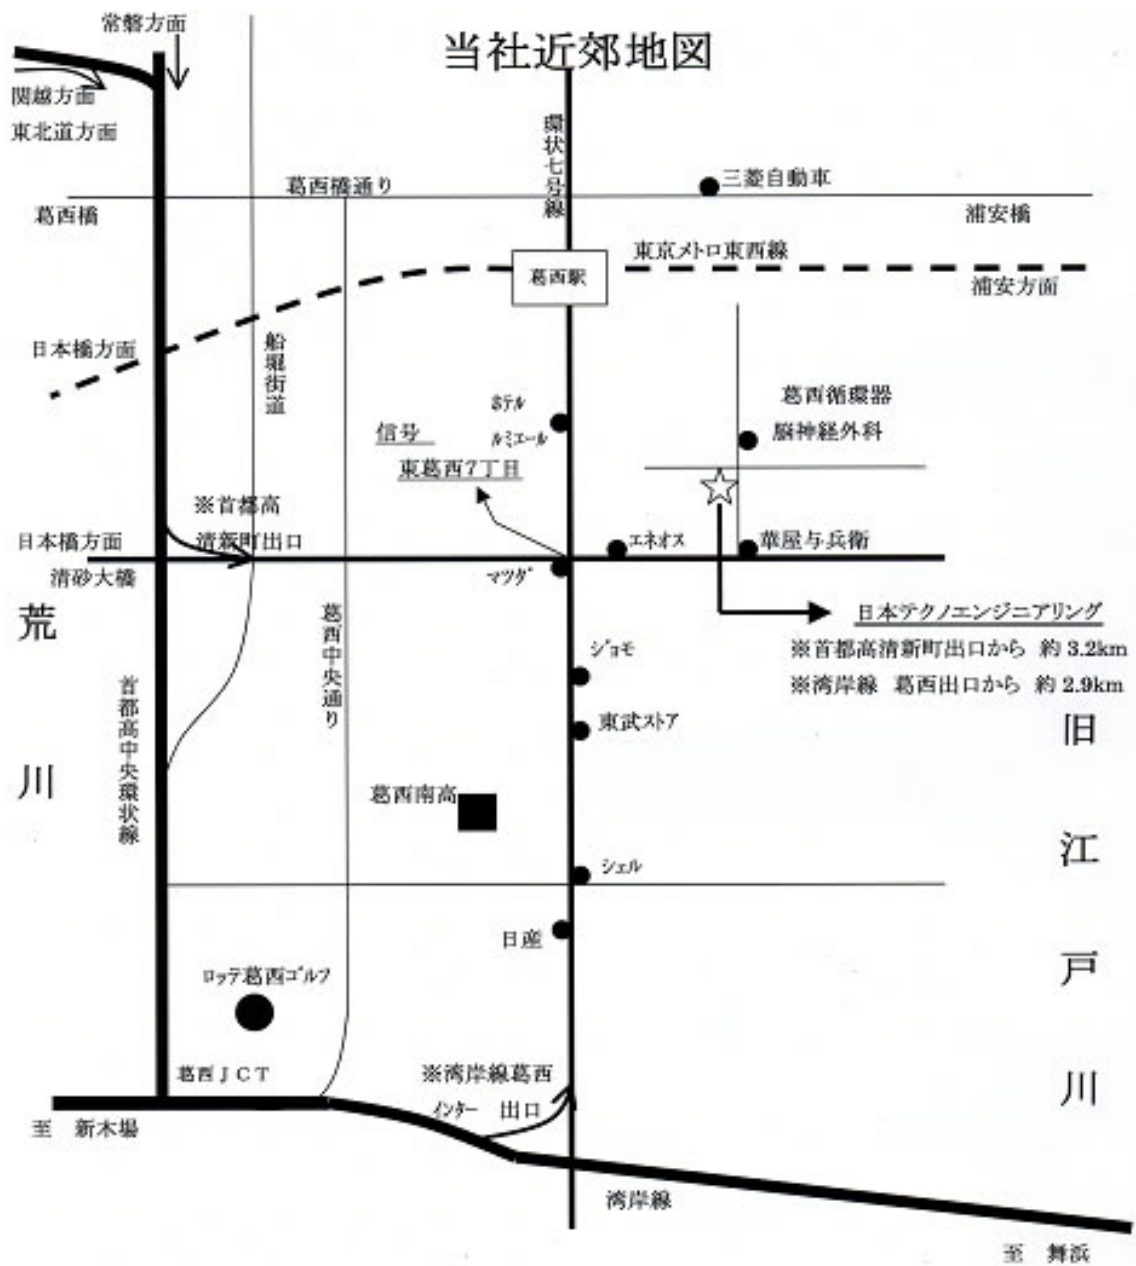 常磐方面
当社近郊地図
関越方面
東北道方面
環状七号線
三菱自動車
葛西橋通り
葛西橋
浦安橋
東京メトロ東西線
葛西駅
浦安方面
日本橋方面
船堀街道
葛西循環器
脳神経外科
ﾎﾃﾙ
ﾙﾐｴｰﾙ
信号
東葛西7丁目
※首都高
清新町出口
日本橋方面
清砂大橋
ｴﾈｵｽ
華屋与兵衛
ﾏﾂﾀﾞ
日本テクノエンジニアリング
※首都高清新町出口から 約3.2km
※湾岸線 葛西出口から 約2.9km
荒川
葛西中央通り
ｼﾞｮﾓ
首都高中央環状線
東武ｽﾄｱ
旧江戸川
葛西南高
ｼｪﾙ
日産
ﾛｯﾃ葛西ｺﾞﾙﾌ
葛西JCT
※湾岸線葛西
ｲﾝﾀｰ 出口
至 新木場
湾岸線
至 舞浜